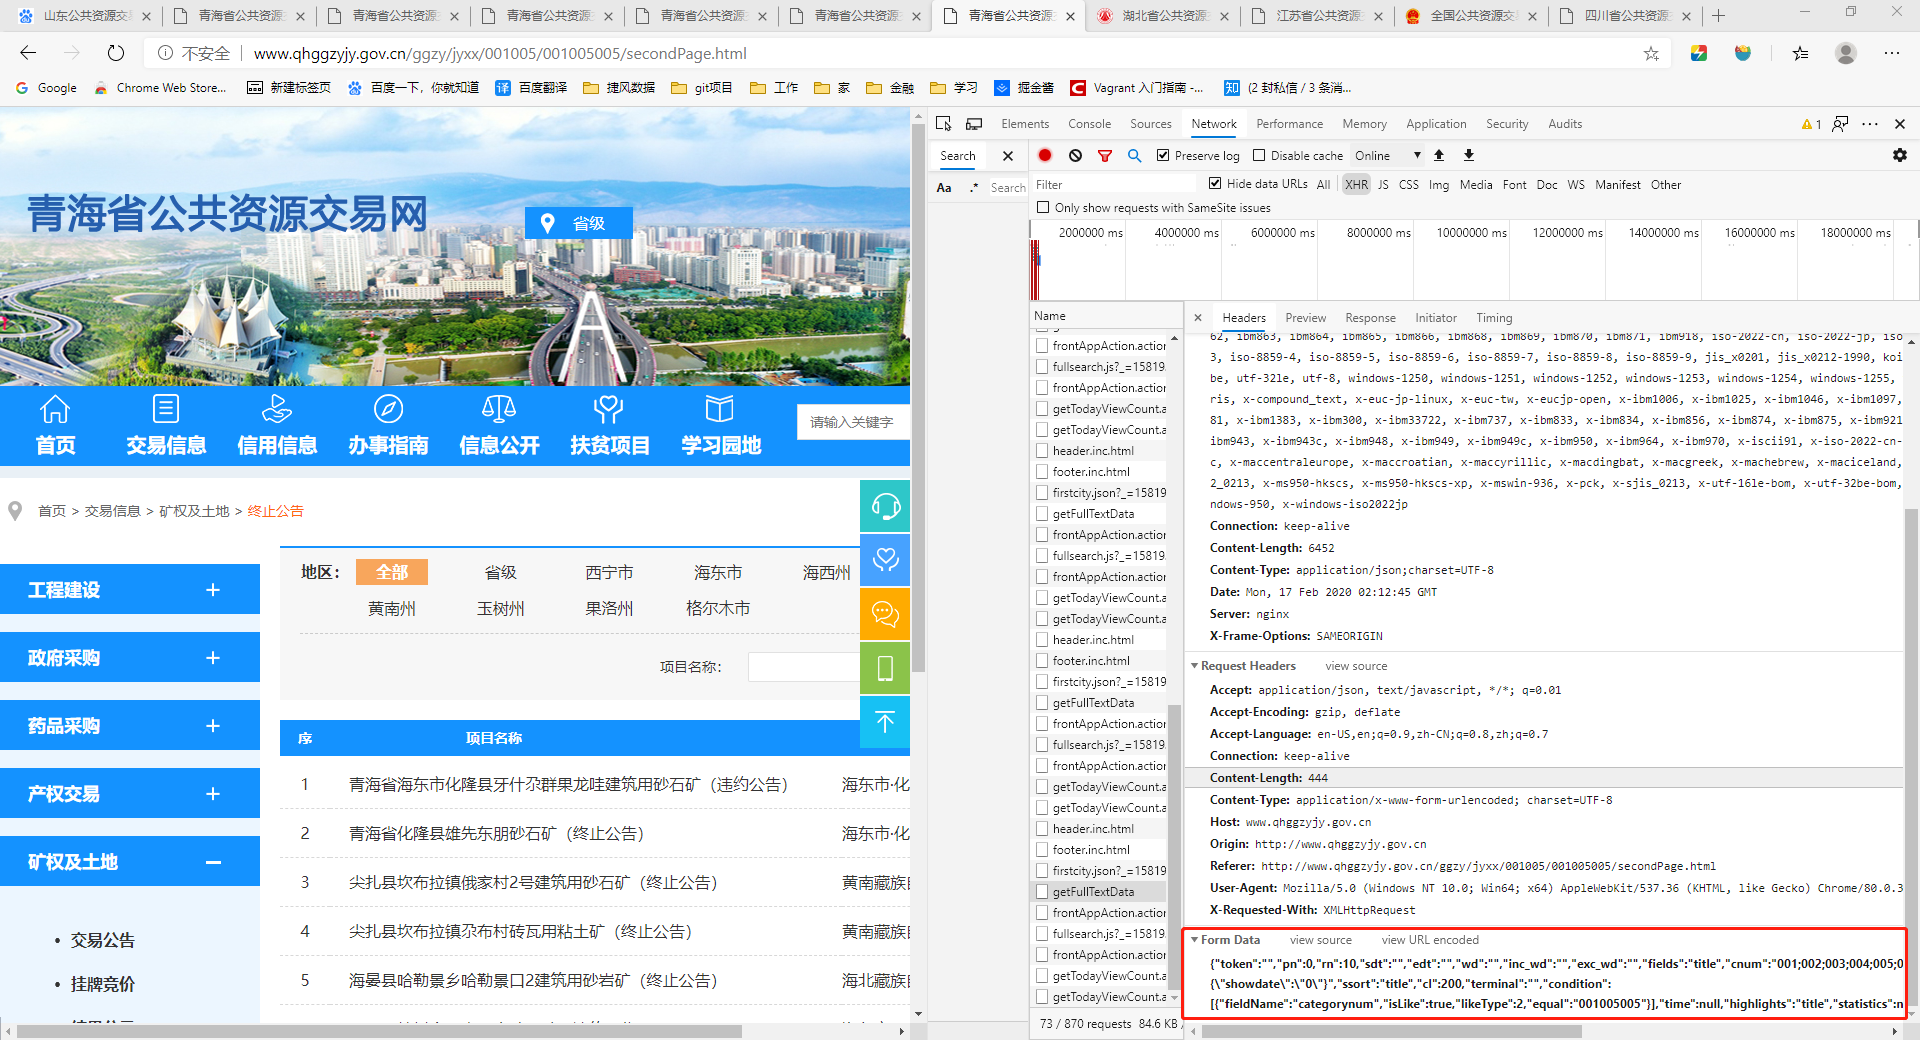 山东公共资源交易
青海省公共资源
青海省公共资源
青海省公共资源
青海省公共资源
青海省公共资源
青海省公共资源
湖北省公共资源
江苏省公共资源
全国公共资源交
四川省公共资源
不安全 www.qhggzyjy.gov.cn/ggzy/jyxx/001005/001005005/secondPage.html
Google Chrome Web Store... 新建标签页 百度一下，你就知道 百度翻译 捷风数据 git项目 工作 家 金融 学习 掘金酱 Vagrant 入门指南 -... (2 封私信 / 3 条消...
青海省公共资源交易网
省级
首页 交易信息 信用信息 办事指南 信息公开 扶贫项目 学习园地
请输入关键字
首页 > 交易信息 > 矿权及土地 > 终止公告
工程建设 +
政府采购 +
药品采购 +
产权交易 +
矿权及土地 —
• 交易公告
• 挂牌竞价
地区： 全部 省级 西宁市 海东市 海西州
黄南州 玉树州 果洛州 格尔木市
项目名称：
序 项目名称
1 青海省海东市化隆县牙什尕群果龙哇建筑用砂石矿（违约公告） 海东市·化
2 青海省化隆县雄先东朋砂石矿（终止公告） 海东市·化
3 尖扎县坎布拉镇俄家村2号建筑用砂石矿（终止公告） 黄南藏族自
4 尖扎县坎布拉镇尕布村砖瓦用粘土矿（终止公告） 黄南藏族自
5 海晏县哈勒景乡哈勒景口2建筑用砂岩矿（终止公告） 海北藏族
Elements Console Sources Network Performance Memory Application Security Audits 1
Search
Aa .* Search
Preserve log Disable cache Online
Filter Hide data URLs All XHR JS CSS Img Media Font Doc WS Manifest Other
Only show requests with SameSite issues
2000000 ms 4000000 ms 6000000 ms 8000000 ms 10000000 ms 12000000 ms 14000000 ms 16000000 ms 18000000 ms
Name
frontAppAction.action
fullsearch.js?_=15819
frontAppAction.action
getTodayViewCount.a
getTodayViewCount.a
header.inc.html
footer.inc.html
firstcity.json?_=15819
getFullTextData
frontAppAction.action
fullsearch.js?_=15819
frontAppAction.action
getTodayViewCount.a
getTodayViewCount.a
header.inc.html
footer.inc.html
firstcity.json?_=15819
getFullTextData
frontAppAction.action
fullsearch.js?_=15819
frontAppAction.action
getTodayViewCount.a
getTodayViewCount.a
header.inc.html
footer.inc.html
firstcity.json?_=15819
getFullTextData
frontAppAction.action
fullsearch.js?_=15819
frontAppAction.action
getTodayViewCount.a
getTodayViewCount.a
73 / 870 requests 84.6 KB
Headers Preview Response Initiator Timing
62, ibm863, ibm864, ibm865, ibm866, ibm868, ibm869, ibm870, ibm871, ibm918, iso-2022-cn, iso-2022-jp, iso
3, iso-8859-4, iso-8859-5, iso-8859-6, iso-8859-7, iso-8859-8, iso-8859-9, jis_x0201, jis_x0212-1990, koi
be, utf-32le, utf-8, windows-1250, windows-1251, windows-1252, windows-1253, windows-1254, windows-1255,
ris, x-compound_text, x-euc-jp-linux, x-euc-tw, x-eucjp-open, x-ibm1006, x-ibm1025, x-ibm1046, x-ibm1097,
81, x-ibm1383, x-ibm300, x-ibm33722, x-ibm737, x-ibm833, x-ibm834, x-ibm856, x-ibm874, x-ibm875, x-ibm921
ibm943, x-ibm943c, x-ibm948, x-ibm949, x-ibm949c, x-ibm950, x-ibm964, x-ibm970, x-iscii91, x-iso-2022-cn-
c, x-maccentraleurope, x-maccroatian, x-maccyrillic, x-macdingbat, x-macgreek, x-machebrew, x-maciceland,
2_0213, x-ms950-hkscs, x-ms950-hkscs-xp, x-mswin-936, x-pck, x-sjis_0213, x-utf-16le-bom, x-utf-32be-bom,
ndows-950, x-windows-iso2022jp
Connection: keep-alive
Content-Length: 6452
Content-Type: application/json;charset=UTF-8
Date: Mon, 17 Feb 2020 02:12:45 GMT
Server: nginx
X-Frame-Options: SAMEORIGIN
Request Headers view source
Accept: application/json, text/javascript, */*; q=0.01
Accept-Encoding: gzip, deflate
Accept-Language: en-US,en;q=0.9,zh-CN;q=0.8,zh;q=0.7
Connection: keep-alive
Content-Length: 444
Content-Type: application/x-www-form-urlencoded; charset=UTF-8
Host: www.qhggzyjy.gov.cn
Origin: http://www.qhggzyjy.gov.cn
Referer: http://www.qhggzyjy.gov.cn/ggzy/jyxx/001005/001005005/secondPage.html
User-Agent: Mozilla/5.0 (Windows NT 10.0; Win64; x64) AppleWebKit/537.36 (KHTML, like Gecko) Chrome/80.0.3
X-Requested-With: XMLHttpRequest
Form Data view source view URL encoded
{"token":"","pn":0,"rn":10,"sdt":"","edt":"","wd":"","inc_wd":"","exc_wd":"","fields":"title","cnum":"001;002;003;004;005;0
{\"showdate\":\"0\"}","ssort":"title","cl":200,"terminal":"","condition":
[{"fieldName":"categorynum","isLike":true,"likeType":2,"equal":"001005005"}],"time":null,"highlights":"title","statistics":n